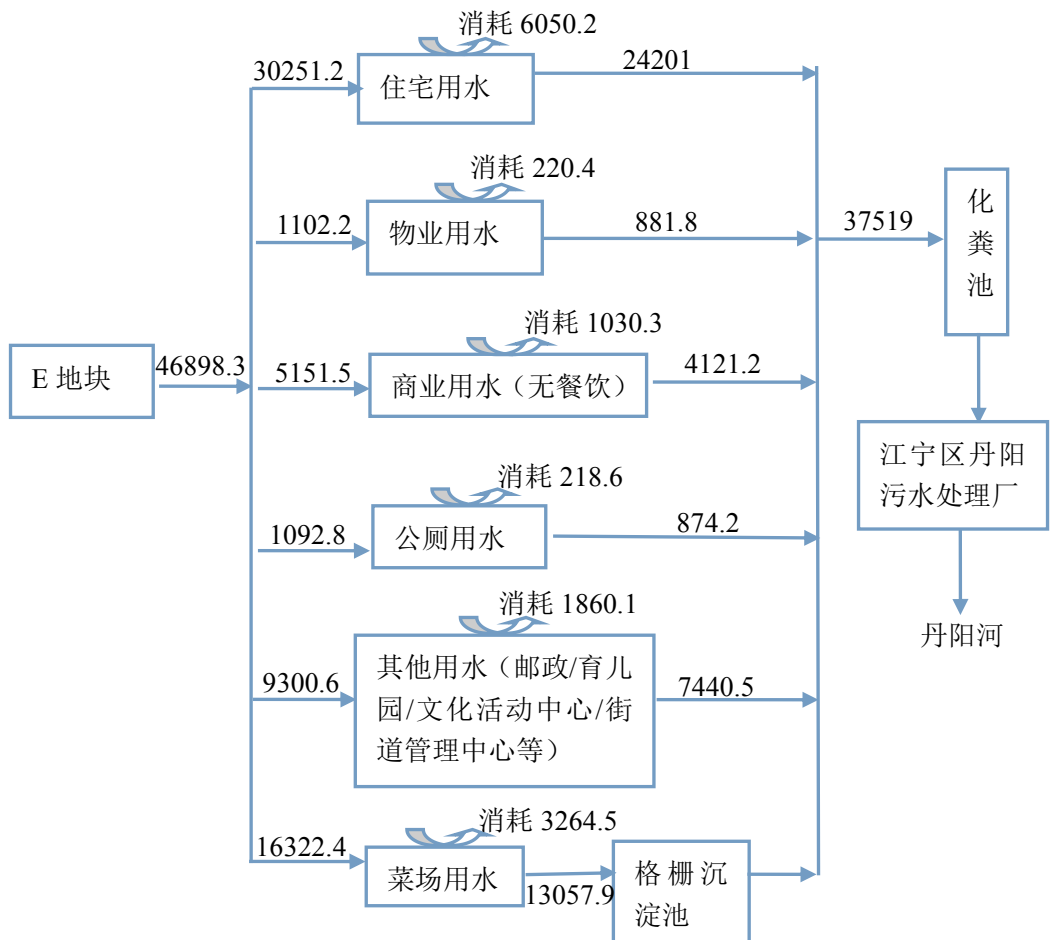 消耗 6050.2
30251.2
住宅用水
24201
消耗 220.4
1102.2
物业用水
881.8
37519
化
粪
池
消耗 1030.3
E 地块
46898.3
5151.5
商业用水（无餐饮）
4121.2
江宁区丹阳
污水处理厂
消耗 218.6
1092.8
公厕用水
874.2
消耗 1860.1
丹阳河
9300.6
其他用水（邮政/育儿
园/文化活动中心/街
道管理中心等）
7440.5
消耗 3264.5
16322.4
菜场用水
13057.9
格栅沉
淀池